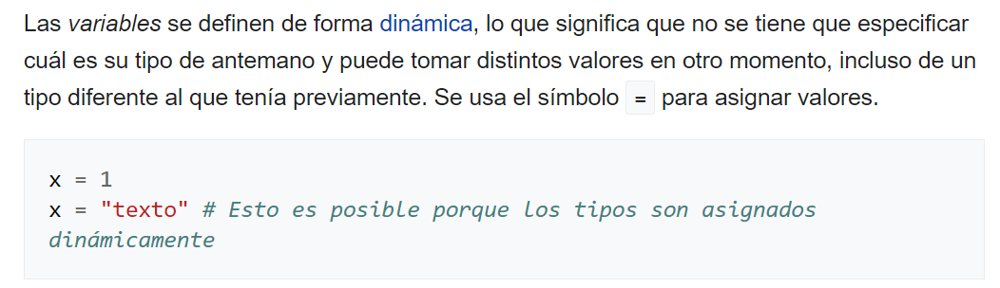 Las variables se definen de forma dinámica, lo que significa que no se tiene que especificar
cuál es su tipo de antemano y puede tomar distintos valores en otro momento, incluso de un
tipo diferente al que tenía previamente. Se usa el símbolo = para asignar valores.
x = 1
x = "texto" # Esto es posible porque los tipos son asignados
dinámicamente